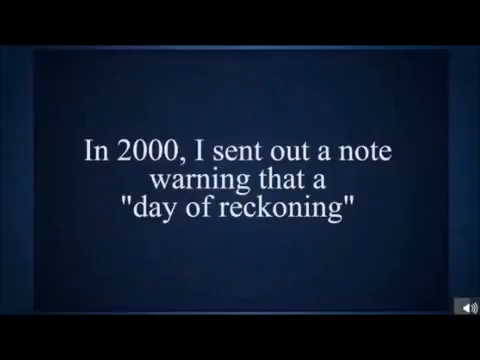 In 2000, I sent out a note
warning that a
"day of reckoning"